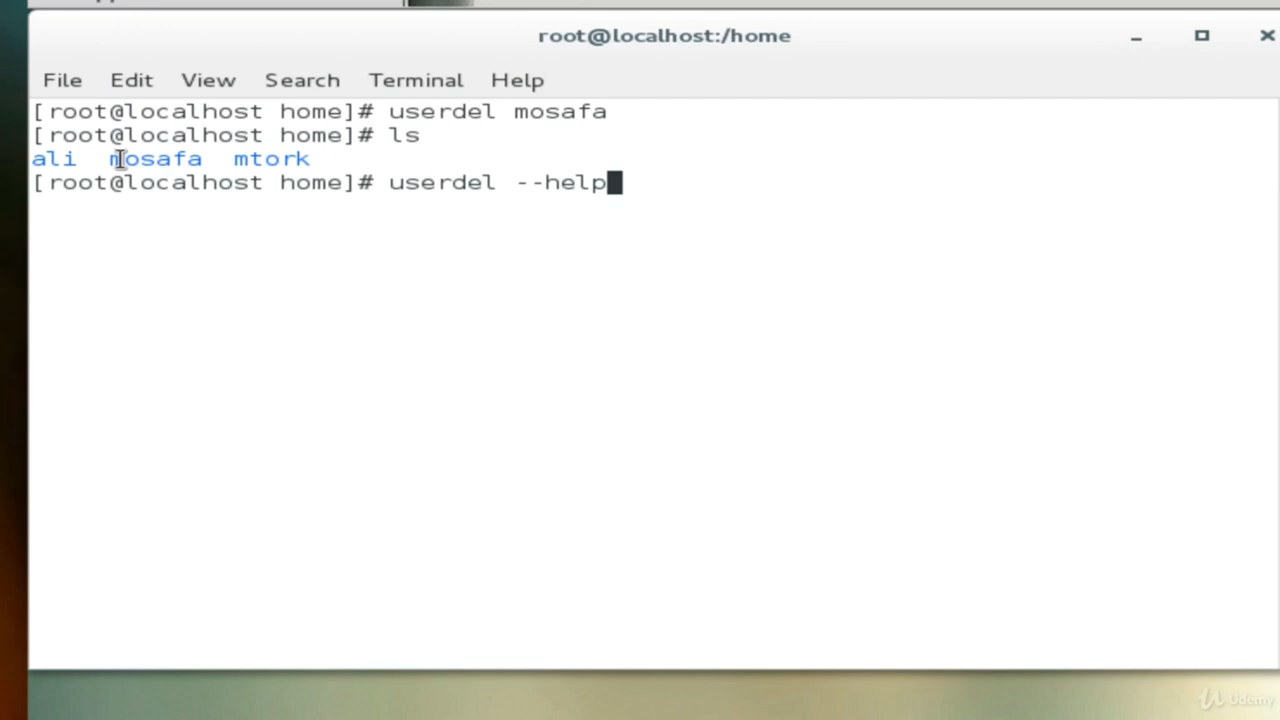 root@localhost:/home
File Edit View Search Terminal Help
[root@localhost home]# userdel mosafa
[root@localhost home]# ls
ali mosafa mtork
[root@localhost home]# userdel --help
Udemy